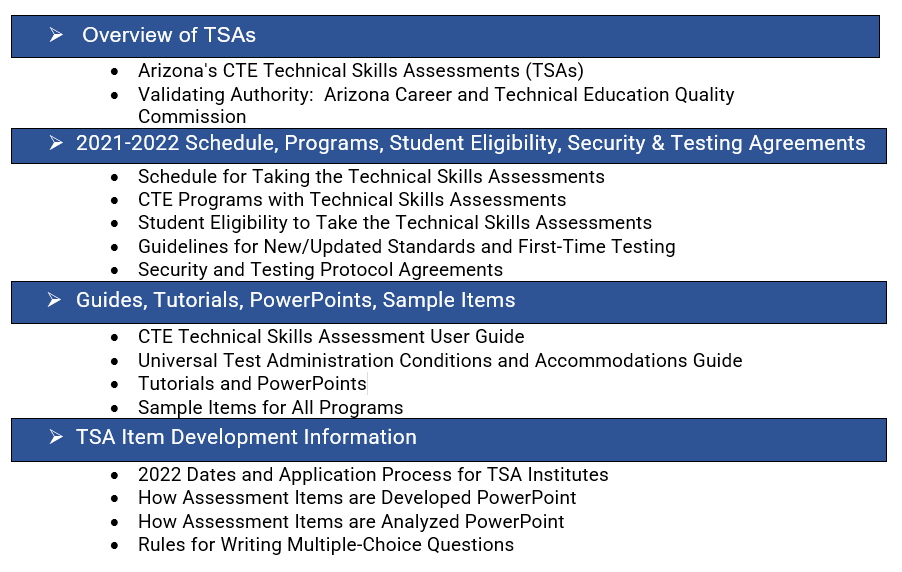 ➢ Overview of TSAs
• Arizona's CTE Technical Skills Assessments (TSAs)
• Validating Authority:  Arizona Career and Technical Education Quality
Commission
➢ 2021-2022 Schedule, Programs, Student Eligibility, Security & Testing Agreements
• Schedule for Taking the Technical Skills Assessments
• CTE Programs with Technical Skills Assessments
• Student Eligibility to Take the Technical Skills Assessments
• Guidelines for New/Updated Standards and First-Time Testing
• Security and Testing Protocol Agreements
➢ Guides, Tutorials, PowerPoints, Sample Items
• CTE Technical Skills Assessment User Guide
• Universal Test Administration Conditions and Accommodations Guide
• Tutorials and PowerPoints
• Sample Items for All Programs
➢ TSA Item Development Information
• 2022 Dates and Application Process for TSA Institutes
• How Assessment Items are Developed PowerPoint
• How Assessment Items are Analyzed PowerPoint
• Rules for Writing Multiple-Choice Questions